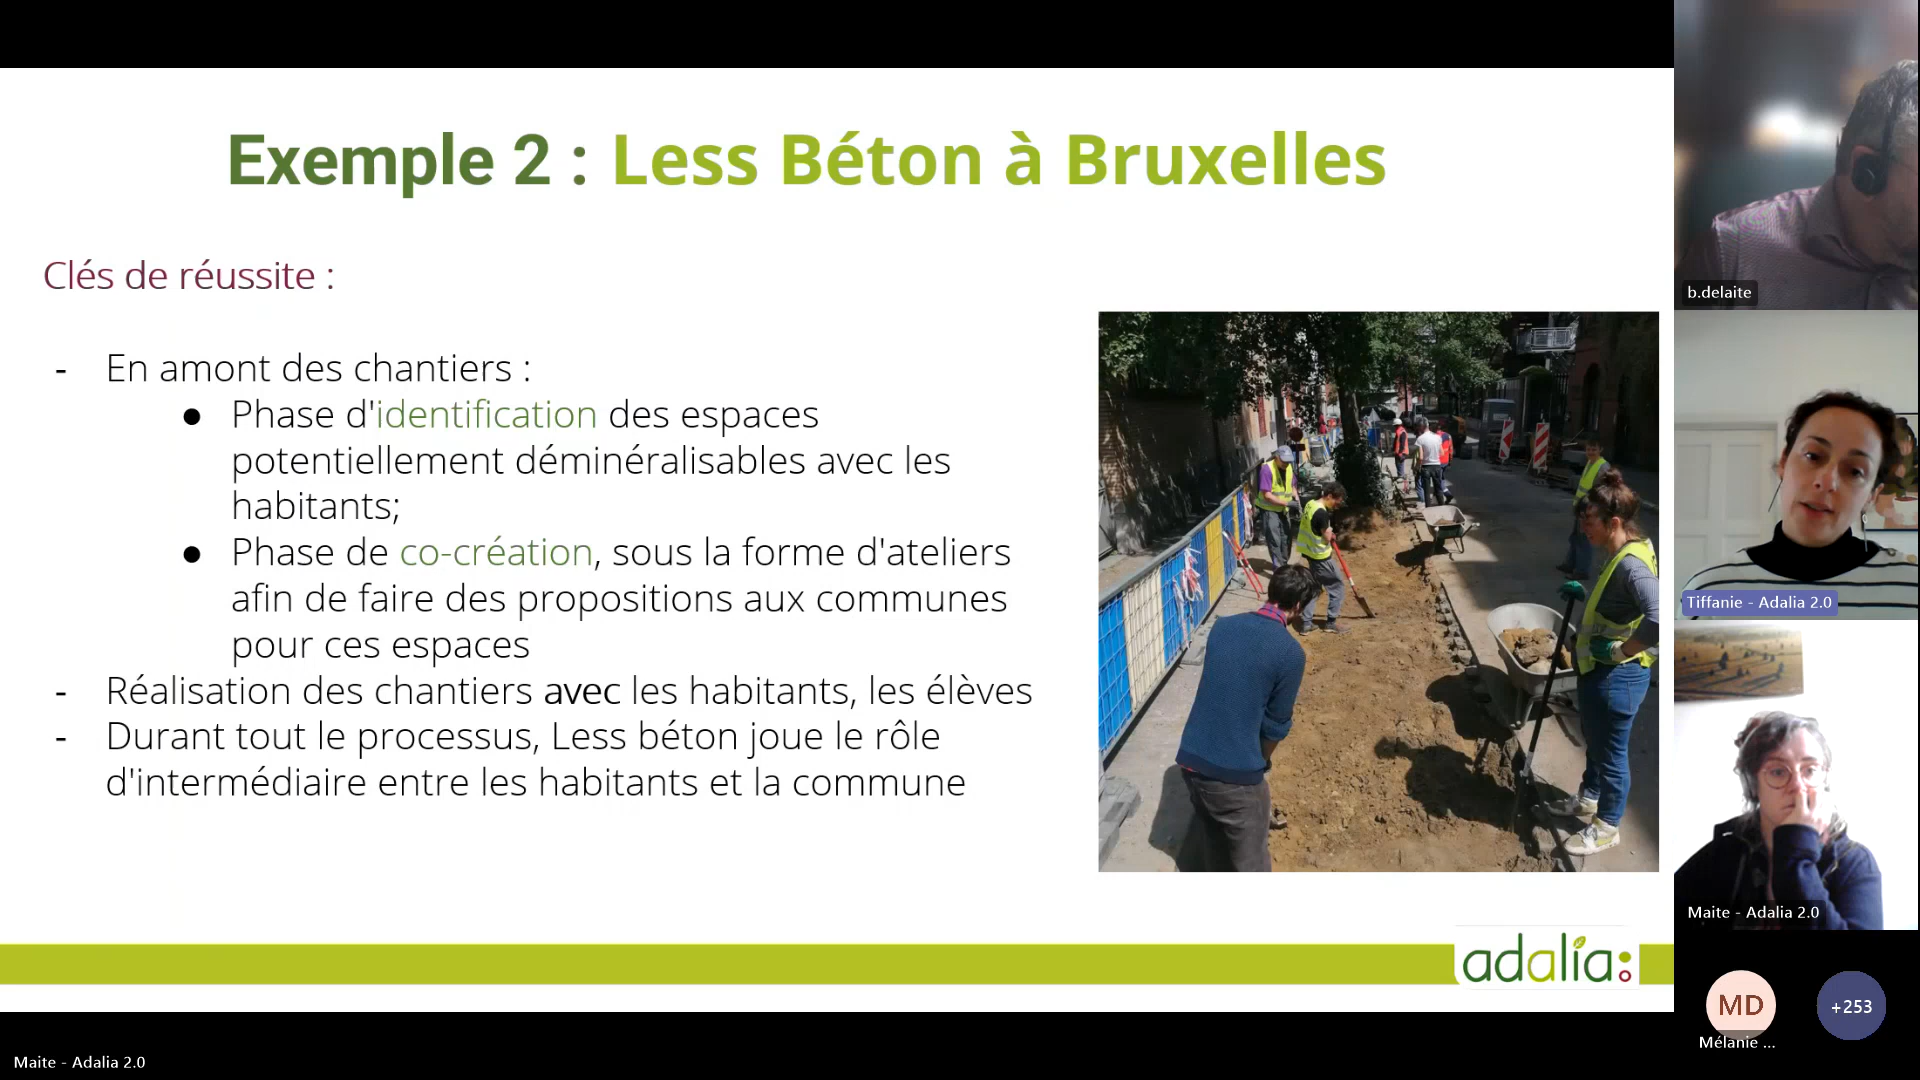 Exemple 2 : Less Béton à Bruxelles
Clés de réussite :
- En amont des chantiers :
● Phase d'identification des espaces
potentiellement déminéralisables avec les
habitants;
● Phase de co-création, sous la forme d'ateliers
afin de faire des propositions aux communes
pour ces espaces
- Réalisation des chantiers avec les habitants, les élèves
- Durant tout le processus, Less béton joue le rôle
d'intermédiaire entre les habitants et la commune
adalia
Maite - Adalia 2.0
b.delaite
Tiffanie - Adalia 2.0
Maite - Adalia 2.0
MD
Mélanie ...
+253